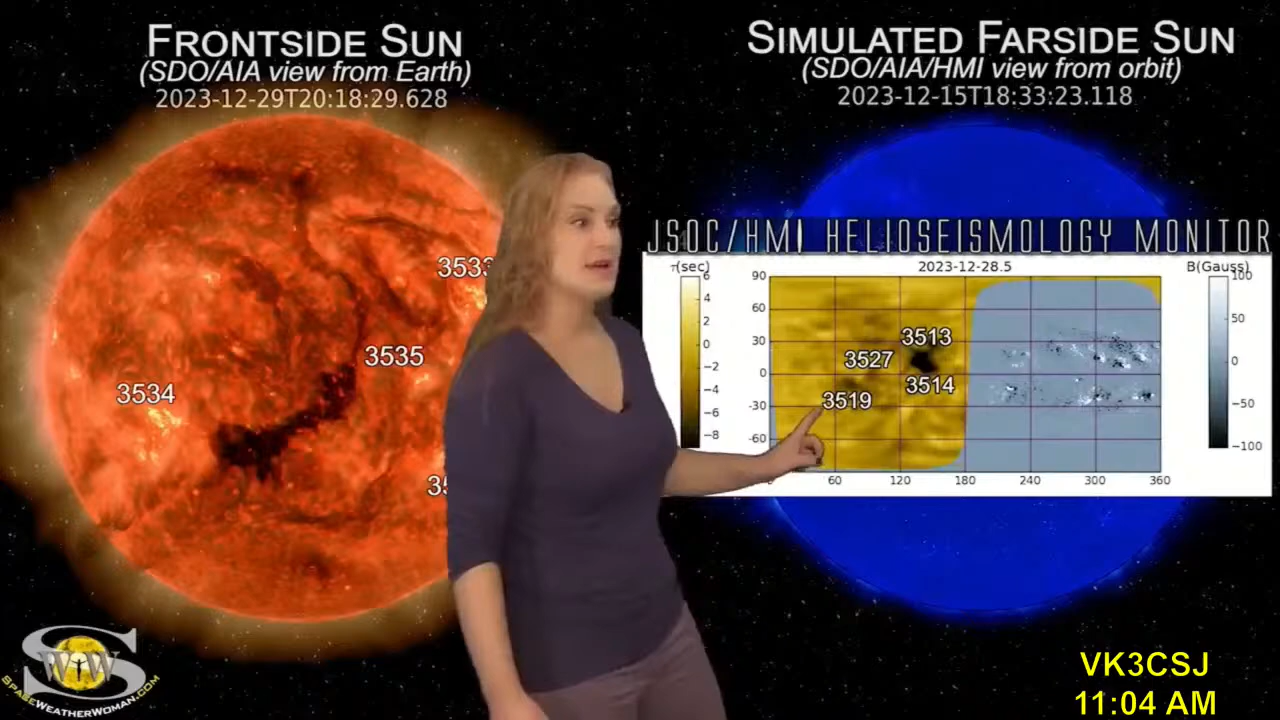 FRONTSIDE SUN
(SDO/AIA view from Earth)
2023-12-29T20:18:29.628
SIMULATED FARSIDE SUN
(SDO/AIA/HMI view from orbit)
2023-12-15T18:33:23.118
3533
3535
3534
JSOC/HMI HELIOSEISMOLOGY MONITOR
τ(sec)
2023-12-28.5
B(Gauss)
6
4
2
0
−2
−4
−6
−8
90
60
30
0
-30
-60
60
120
180
240
300
360
100
50
0
−50
−100
3513
3527
3514
3519
S
WTW
SPACEWEATHERWOMAN.COM
VK3CSJ
11:04 AM